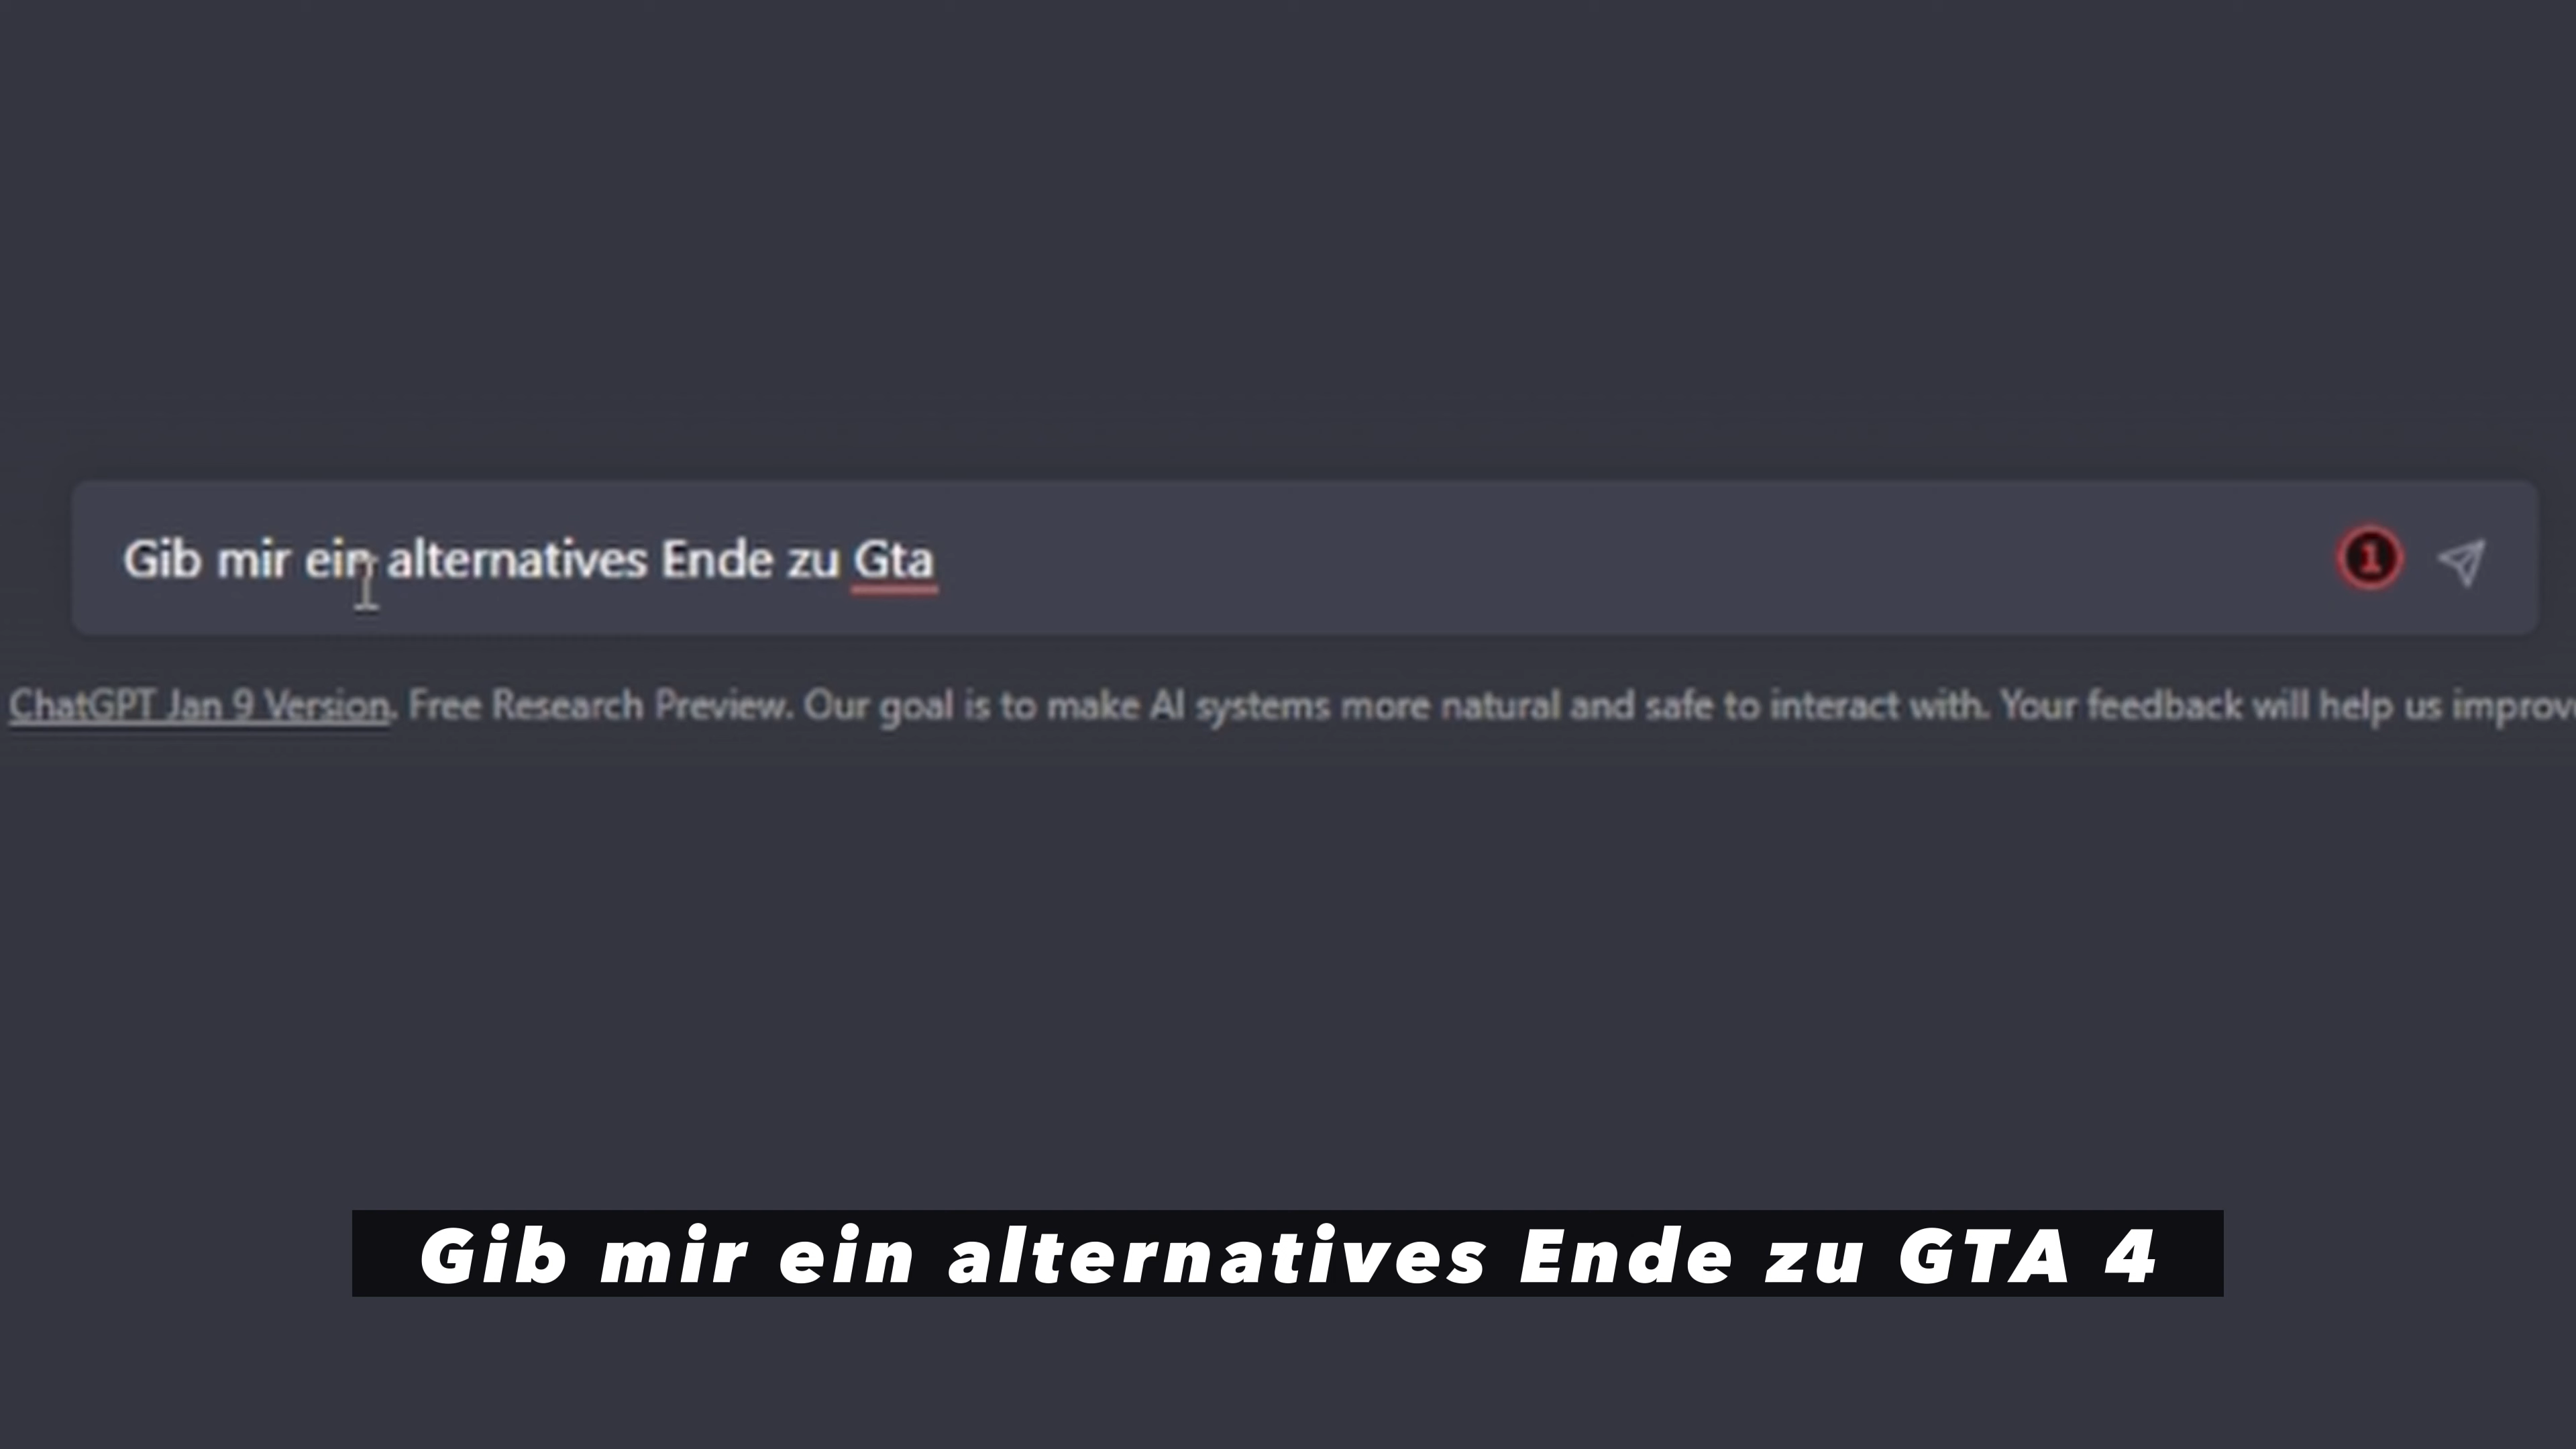 Gib mir ein alternatives Ende zu Gta
1
ChatGPT Jan 9 Version. Free Research Preview. Our goal is to make AI systems more natural and safe to interact with. Your feedback will help us improv
Gib mir ein alternatives Ende zu GTA 4